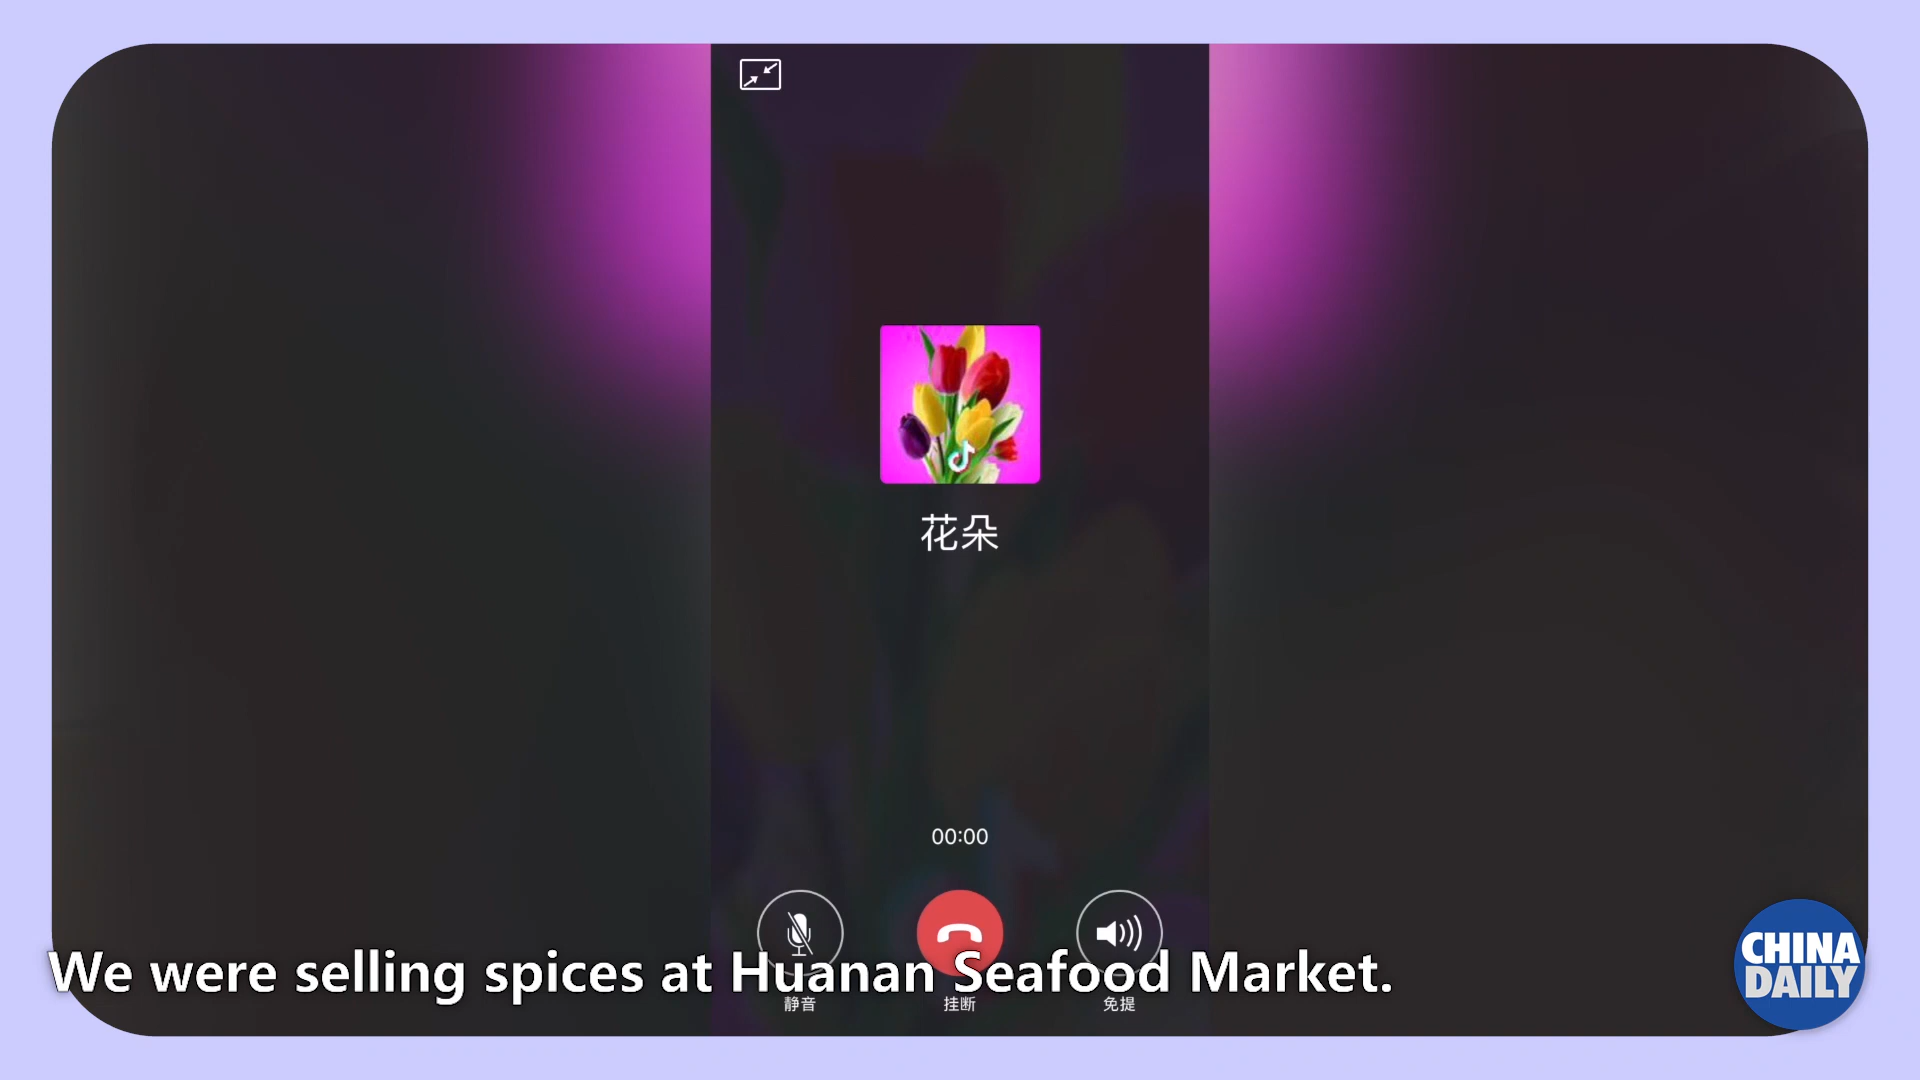 花朵
00:00
We were selling spices at Huanan Seafood Market.
静音 挂断 免提
CHINA
DAILY